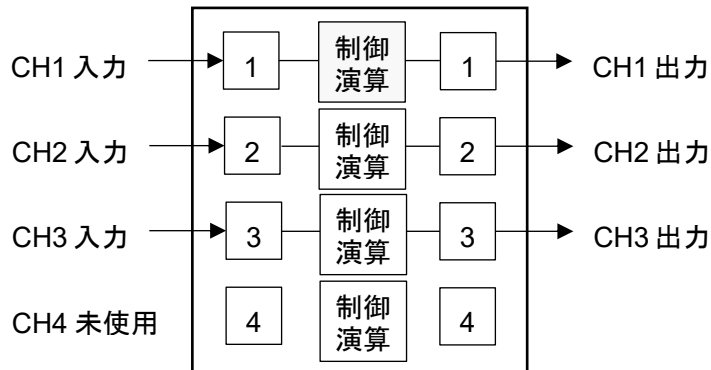 CH1 入力 1 制御演算 1 CH1 出力
CH2 入力 2 制御演算 2 CH2 出力
CH3 入力 3 制御演算 3 CH3 出力
CH4 未使用 4 制御演算 4